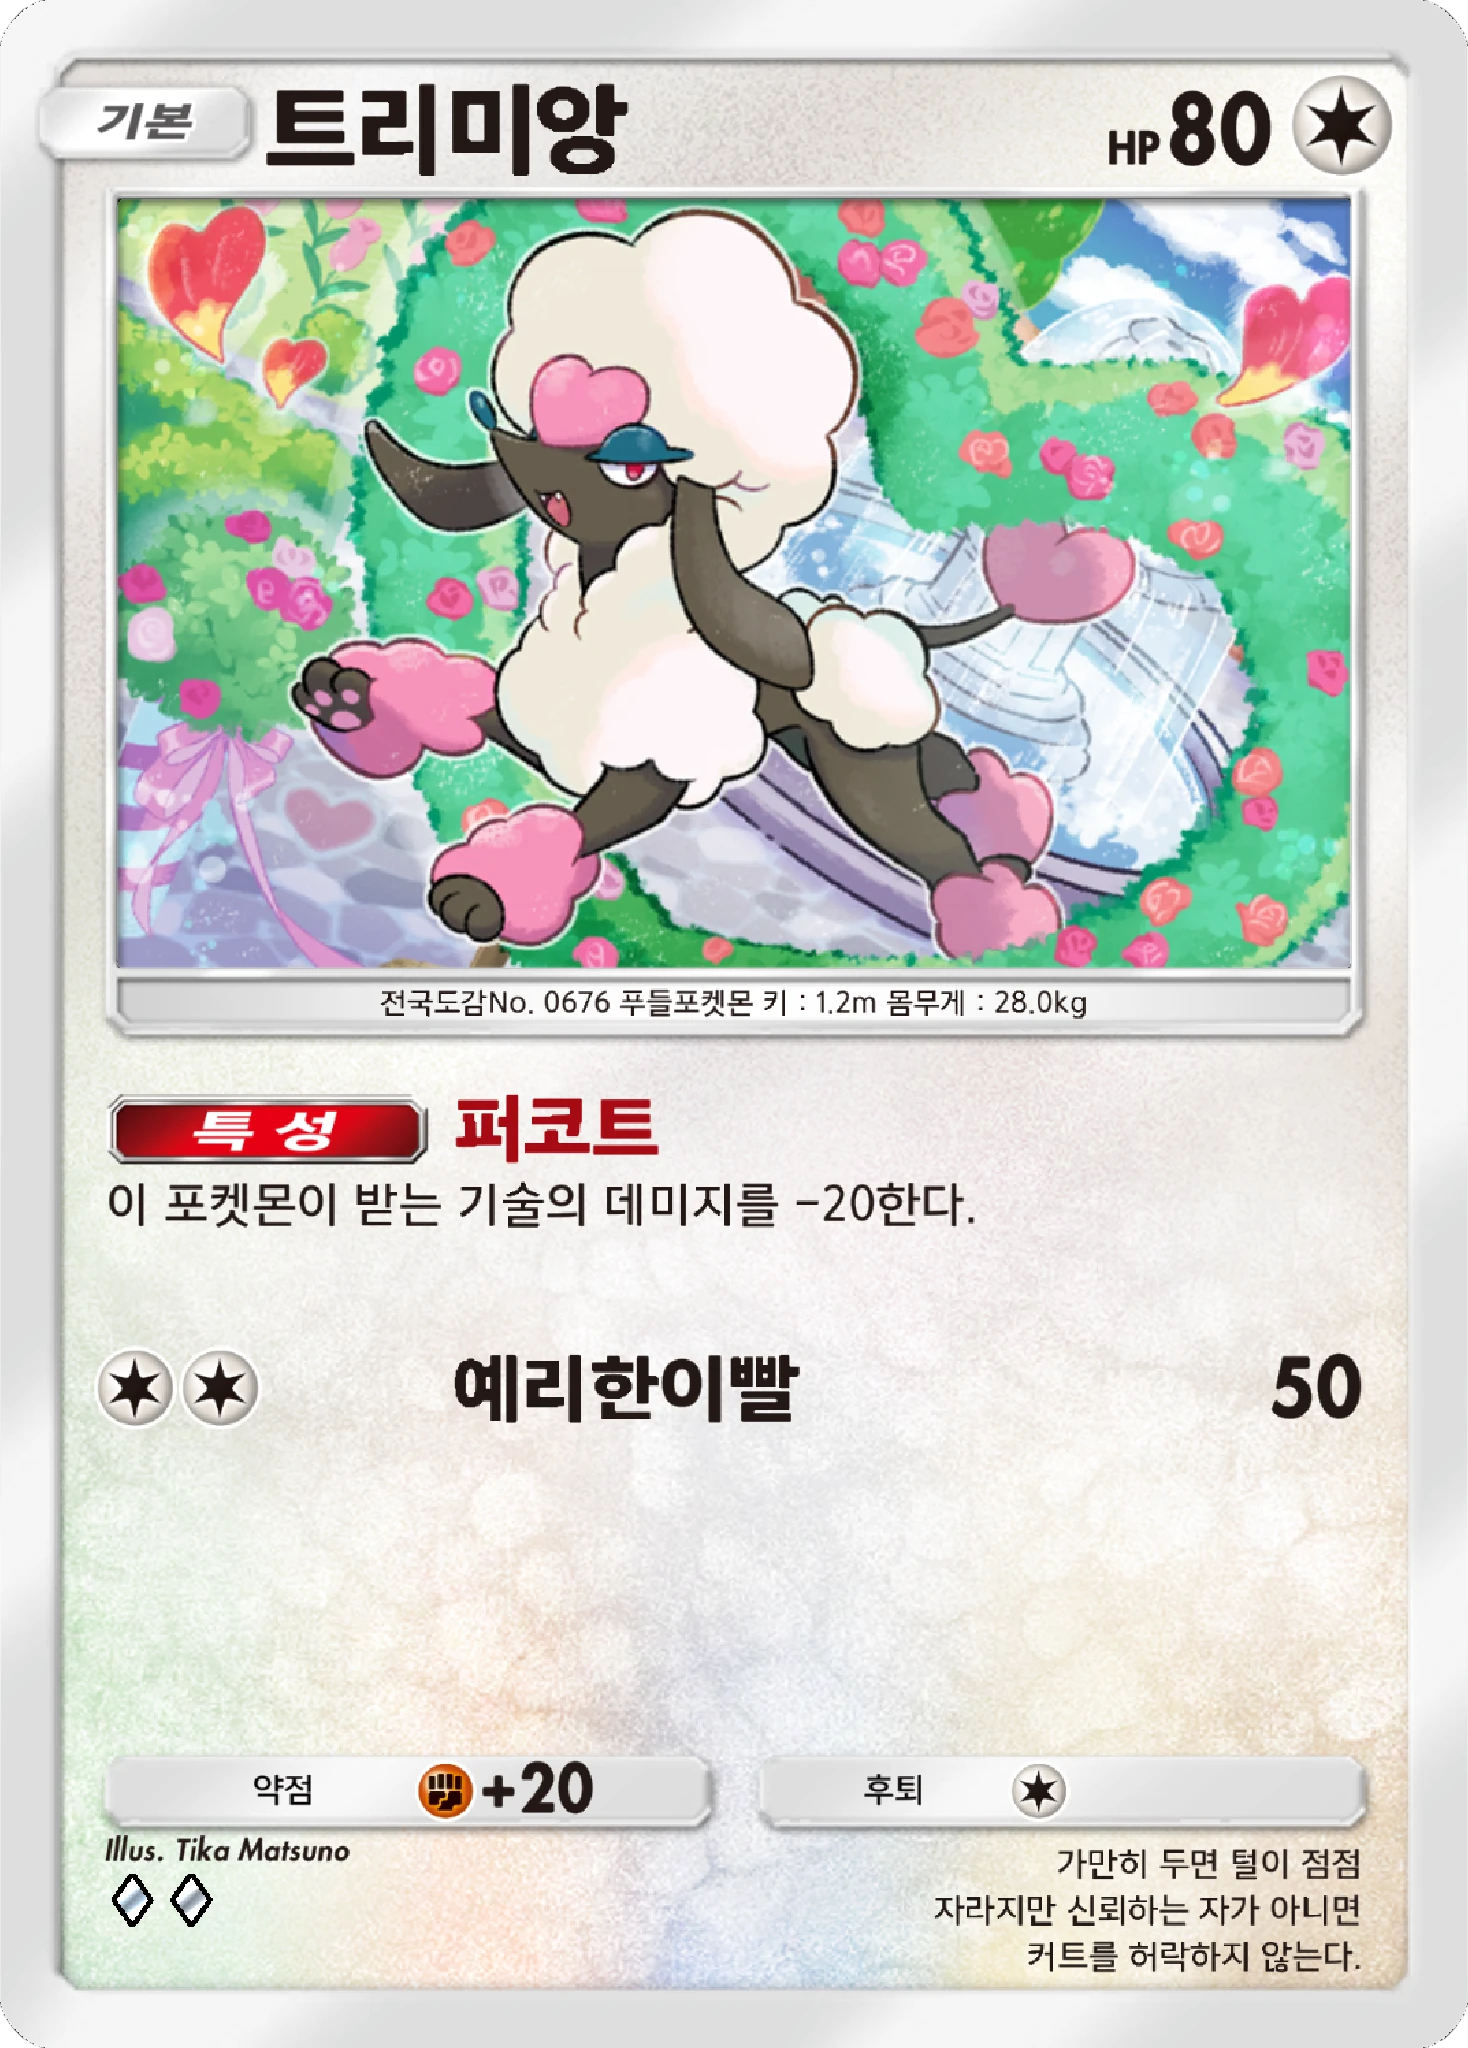 기본 트리미앙 HP 80
전국도감No. 0676 푸들포켓몬 키 : 1.2m 몸무게 : 28.0kg
특성 퍼코트
이 포켓몬이 받는 기술의 데미지를 -20한다.
예리한이빨 50
약점 +20 후퇴
Illus. Tika Matsuno
가만히 두면 털이 점점
자라지만 신뢰하는 자가 아니면
커트를 허락하지 않는다.